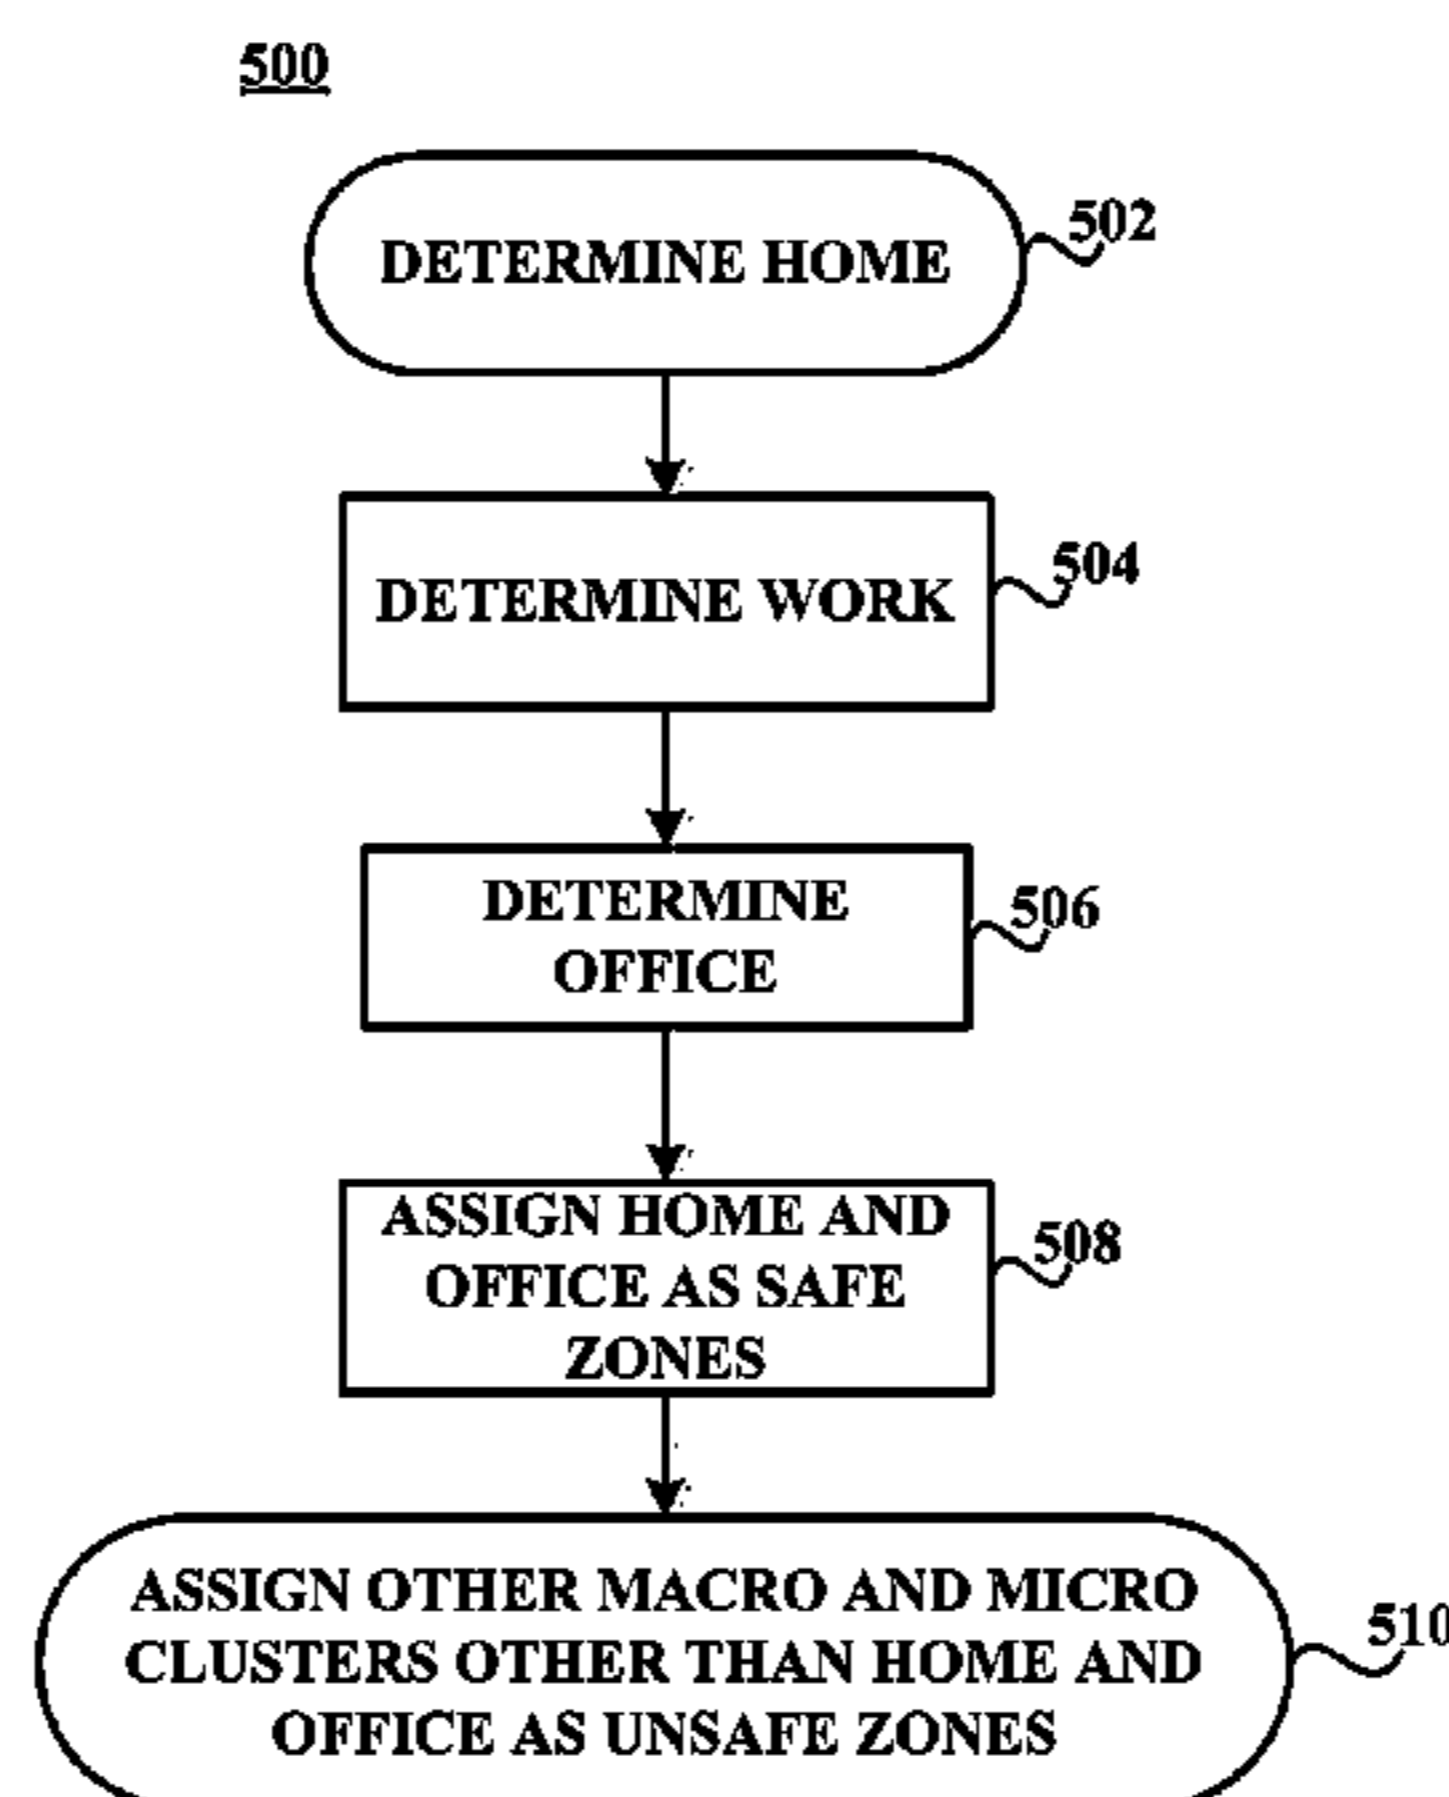 500
DETERMINE HOME
502
DETERMINE WORK
504
DETERMINE
OFFICE
506
ASSIGN HOME AND
OFFICE AS SAFE
ZONES
508
ASSIGN OTHER MACRO AND MICRO
CLUSTERS OTHER THAN HOME AND
OFFICE AS UNSAFE ZONES
510